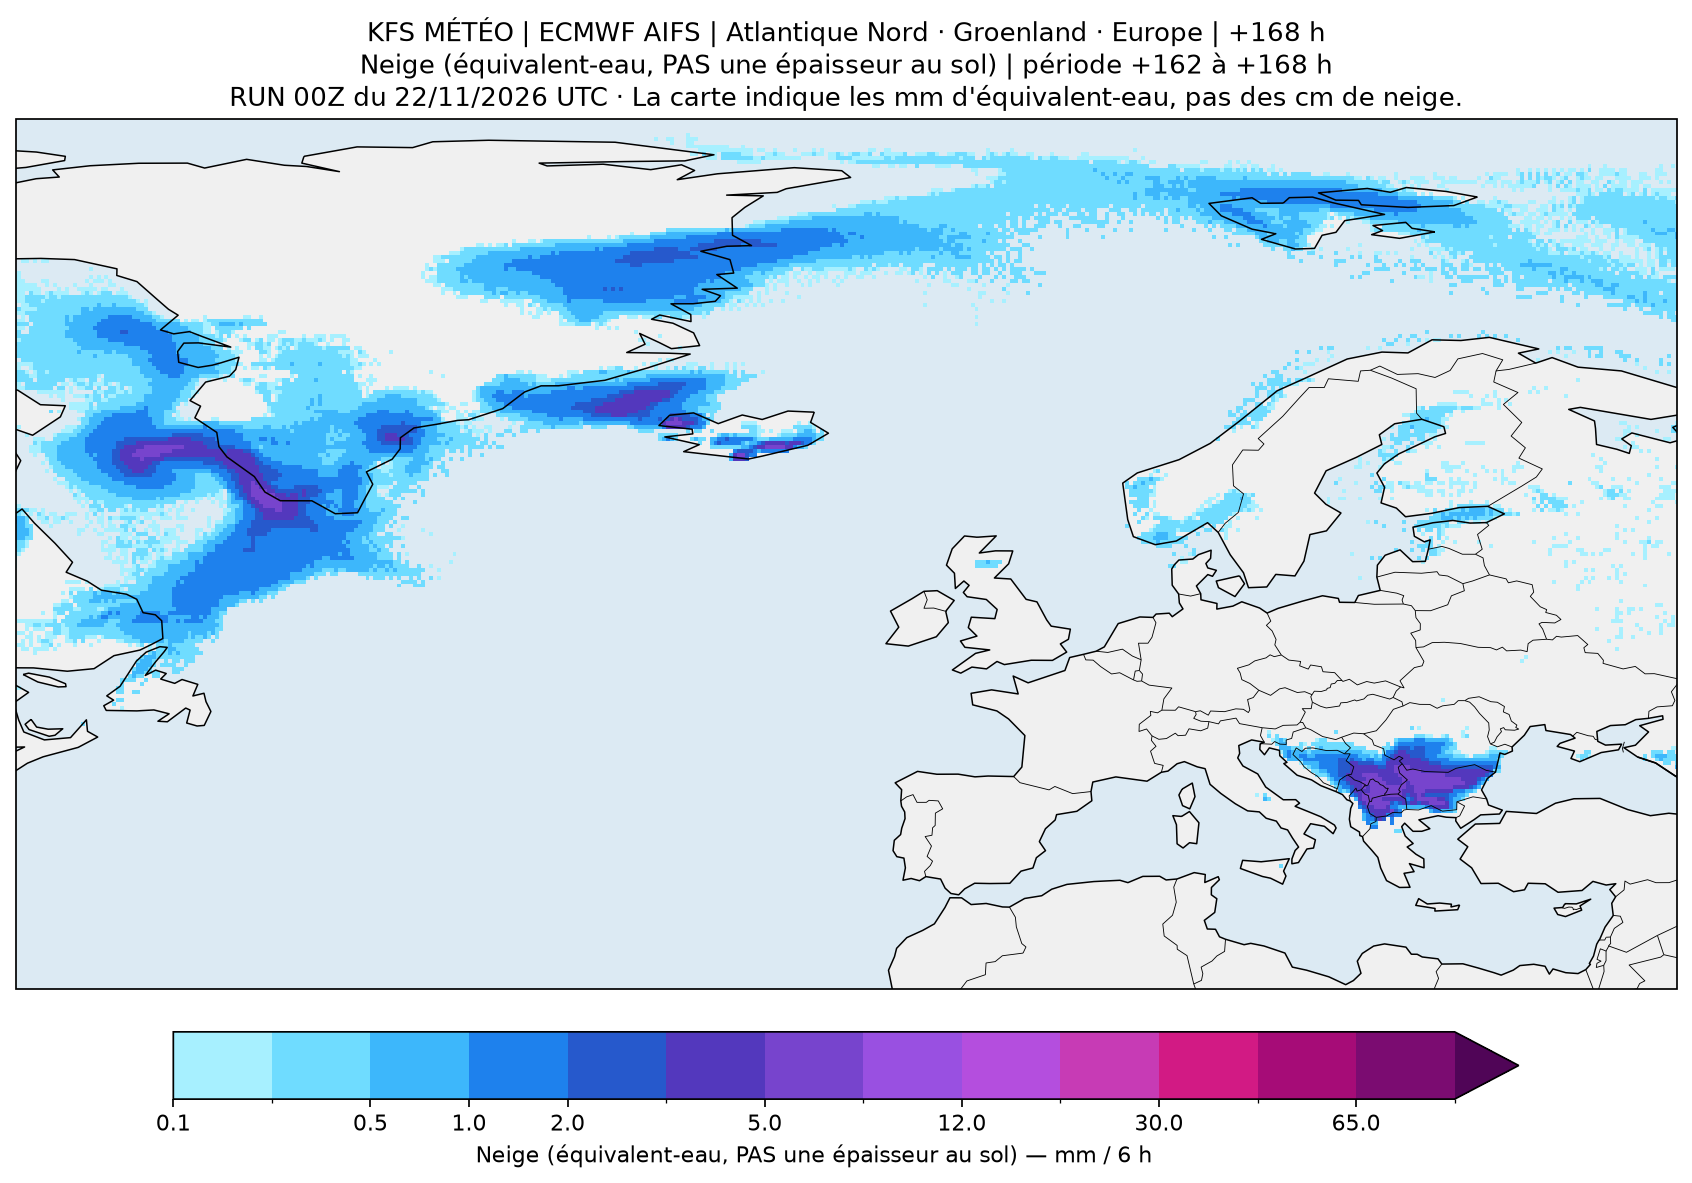 KFS MÉTÉO | ECMWF AIFS | Atlantique Nord · Groenland · Europe | +168 h
Neige (équivalent-eau, PAS une épaisseur au sol) | période +162 à +168 h
RUN 00Z du 22/11/2026 UTC · La carte indique les mm d'équivalent-eau, pas des cm de neige.
0.1 0.5 1.0 2.0 5.0 12.0 30.0 65.0
Neige (équivalent-eau, PAS une épaisseur au sol) — mm / 6 h